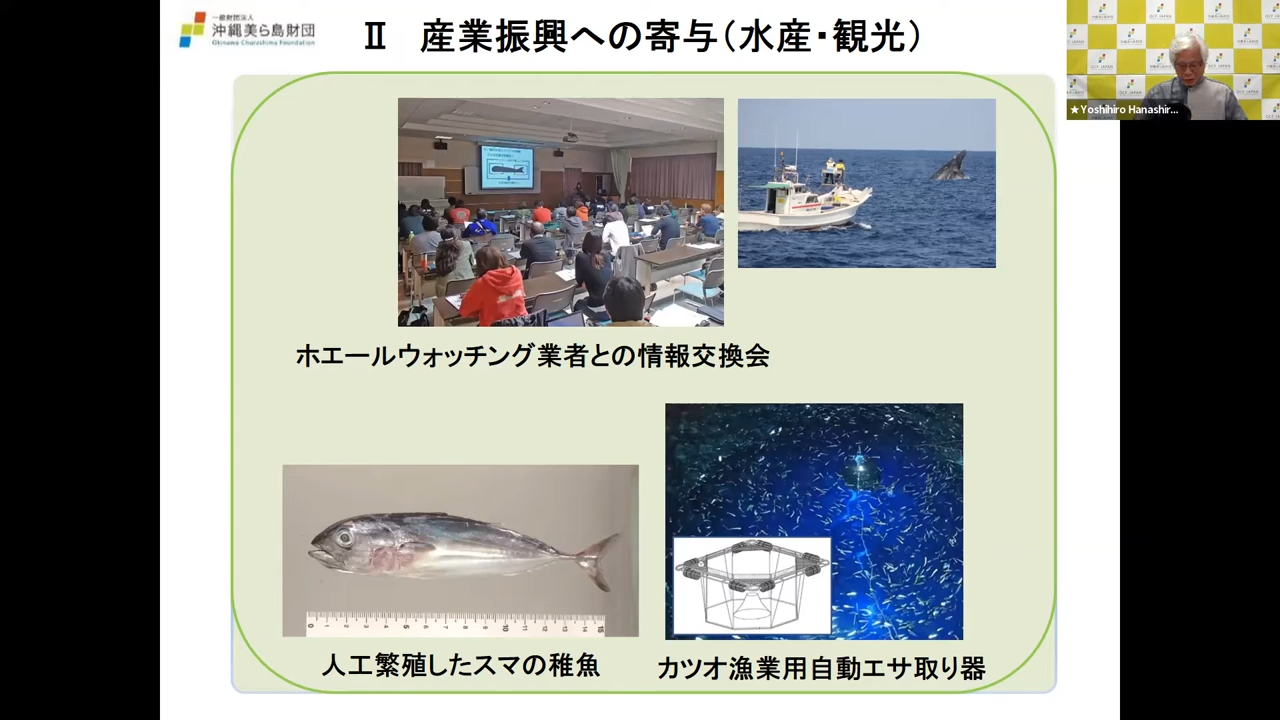 一般財団法人
沖縄美ら島財団
Okinawa Churashima Foundation
Ⅱ 産業振興への寄与(水産・観光)
★Yoshihiro Hanashir...
ホエールウォッチング業者との情報交換会
人工繁殖したスマの稚魚
カツオ漁業用自動エサ取り器